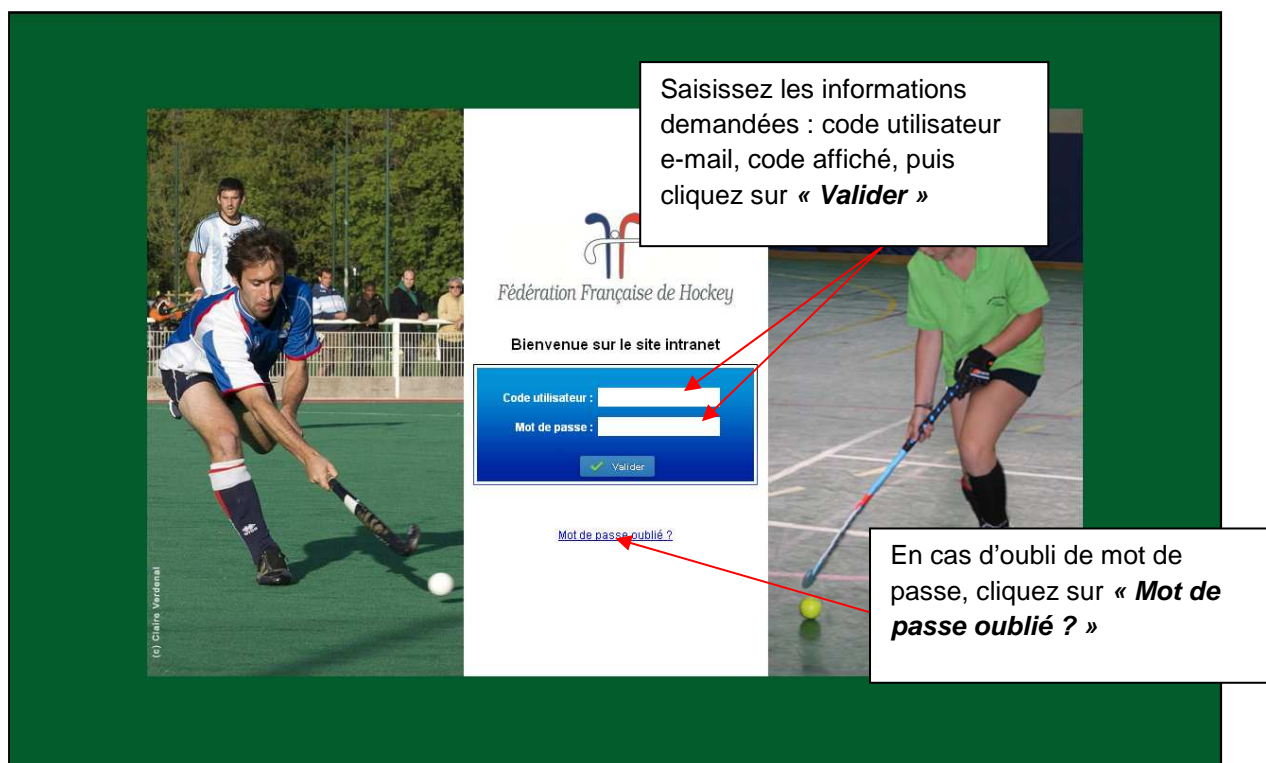 Saisissez les informations
demandées : code utilisateur
e-mail, code affiché, puis
cliquez sur « Valider »
Fédération Française de Hockey
Bienvenue sur le site intranet
Code utilisateur :
Mot de passe :
Valider
Mot de passe oublié ?
En cas d’oubli de mot de
passe, cliquez sur « Mot de
passe oublié ? »
(c) Claire Verdenal